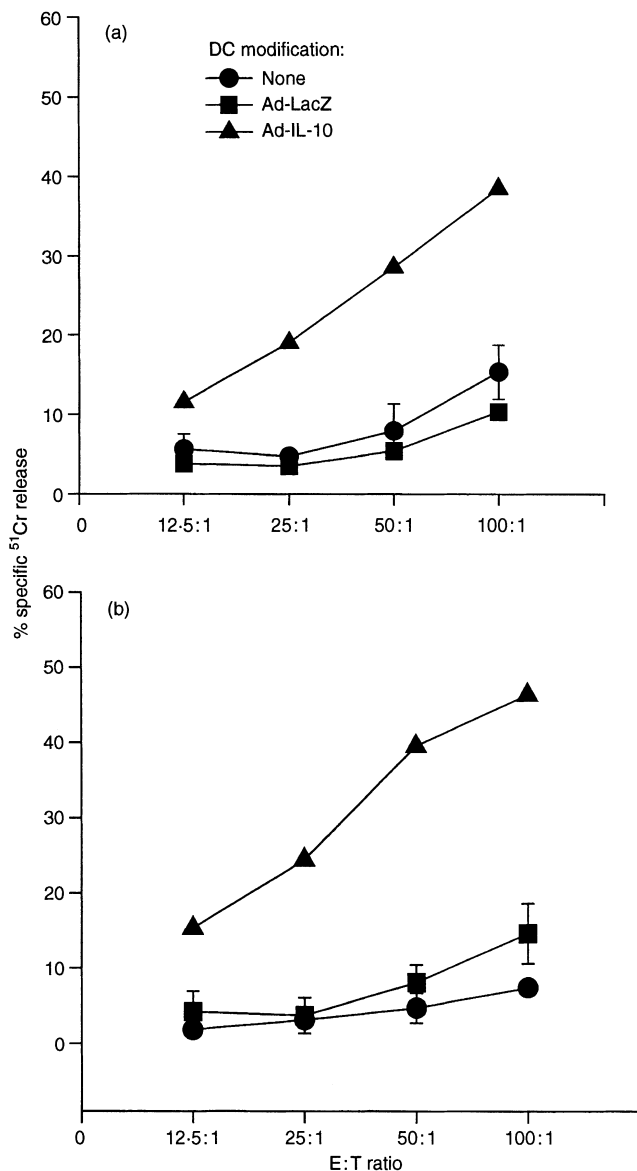 (a)
DC modification:
None
Ad-LacZ
Ad-IL-10
60
50
40
30
20
10
0
0 12·5:1 25:1 50:1 100:1
% specific ⁵¹Cr release
(b)
60
50
40
30
20
10
0
0 12·5:1 25:1 50:1 100:1
E:T ratio